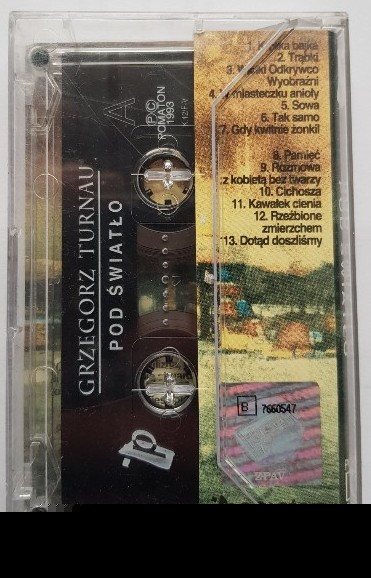 A
P/C
POMATON
1993
GRZEGORZ TURNAU
POD ŚWIATŁO
1. Krótka bajka
2. Trąbki
3. Wielki Odkrywco
Wyobraźni
4. W miasteczku anioły
5. Sowa
6. Tak samo
7. Gdy kwitnie żonkil
8. Pamięć
9. Rozmowa
z kobietą bez twarzy
10. Cichosza
11. Kawałek cienia
12. Rzeźbione
zmierzchem
13. Dotąd doszliśmy
B 7660547
ZPAV